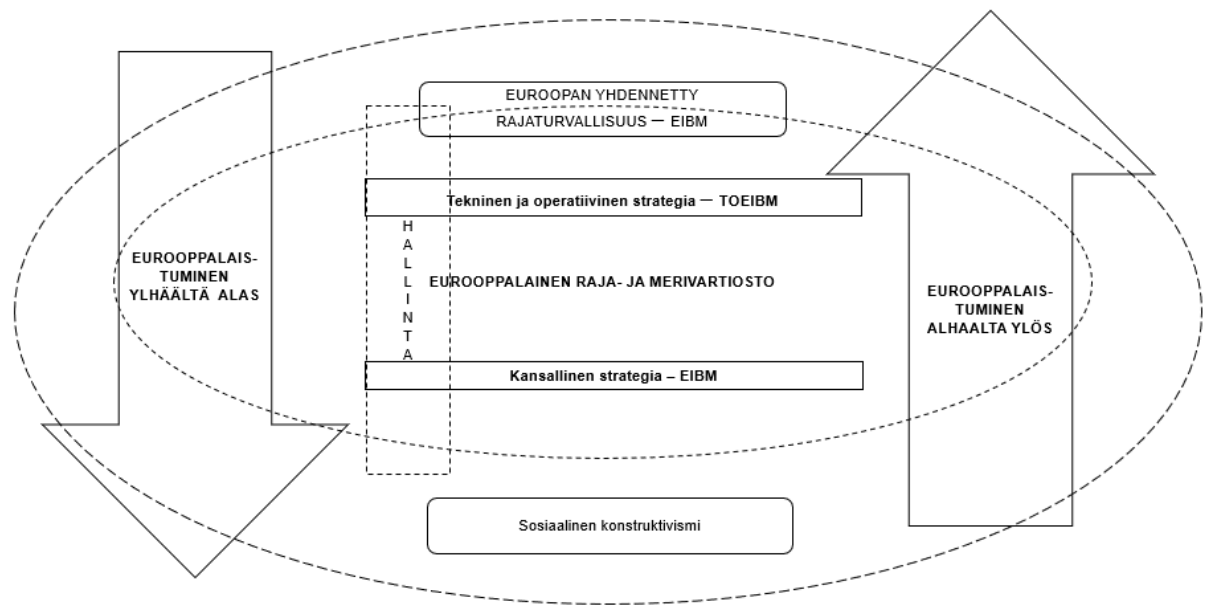 EUROOPAN YHDENNETTY
RAJATURVALLISUUS — EIBM
Tekninen ja operatiivinen strategia — TOEIBM
HALLINTA
EUROOPPALAIS-
TUMINEN
YLHÄÄLTÄ ALAS
EUROOPPALAINEN RAJA- JA MERIVARTIOSTO
EUROOPPALAIS-
TUMINEN
ALHAALTA YLÖS
Kansallinen strategia – EIBM
Sosiaalinen konstruktivismi